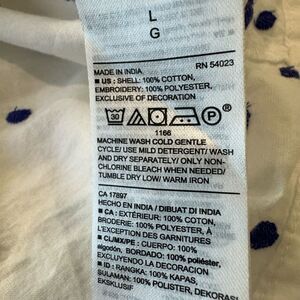 L
G
MADE IN INDIA RN 54023
■ US : SHELL: 100% COTTON,
EMBROIDERY: 100% POLYESTER,
EXCLUSIVE OF DECORATION
30 P
1166
MACHINE WASH COLD GENTLE
CYCLE/ USE MILD DETERGENT/ WASH
AND DRY SEPARATELY/ ONLY NON-
CHLORINE BLEACH WHEN NEEDED/
TUMBLE DRY LOW/ WARM IRON
CA 17897
HECHO EN INDIA / DIBUAT DI INDIA
■ CA: EXTÉRIEUR: 100% COTON,
BRODERIE: 100% POLYESTER, À
L'EXCEPTION DES GARNITURES
■ C/MX/PE : CUERPO: 100%
algodón, BORDADO: 100% poliéster,
EXCLUYENDO LA DECORACION
■ ID : RANGKA: 100% KAPAS,
SULAMAN: 100% POLISTER, DEKORASI
EKSKLUSIF